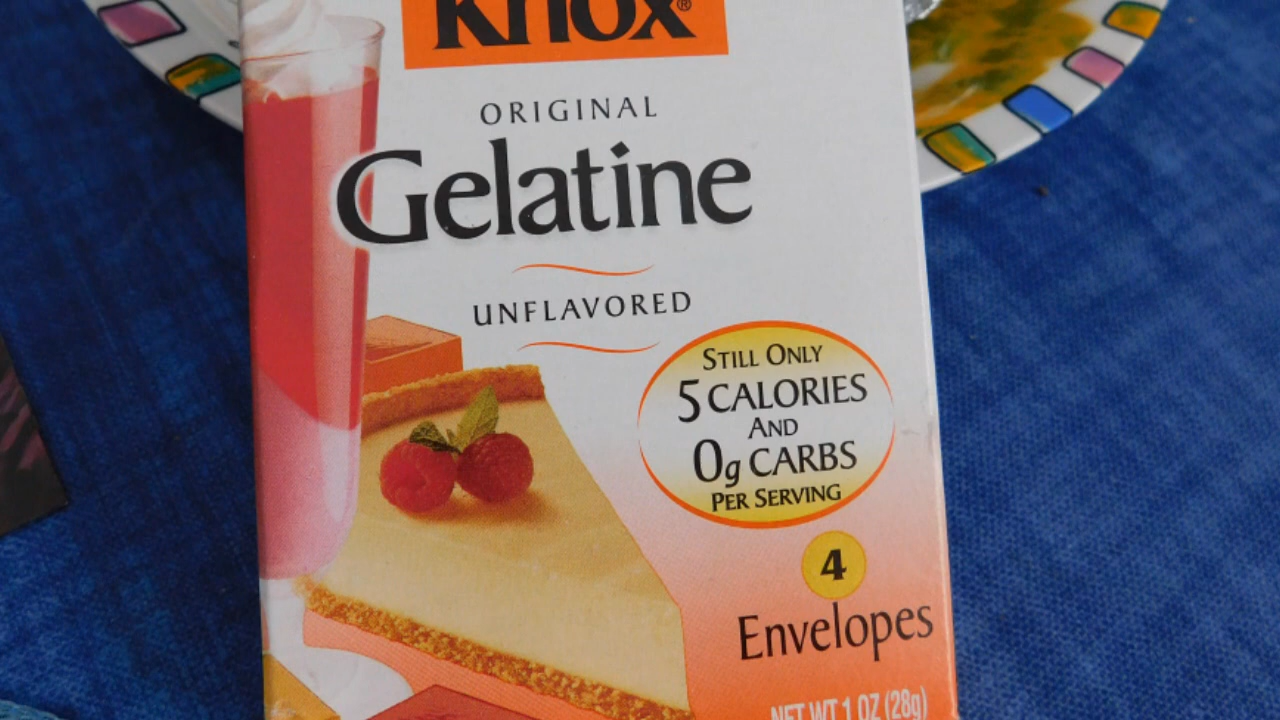 Knox®
ORIGINAL
Gelatine
UNFLAVORED
STILL ONLY
5 CALORIES
AND
0g CARBS
PER SERVING
4
Envelopes
NET WT 1 OZ (28g)